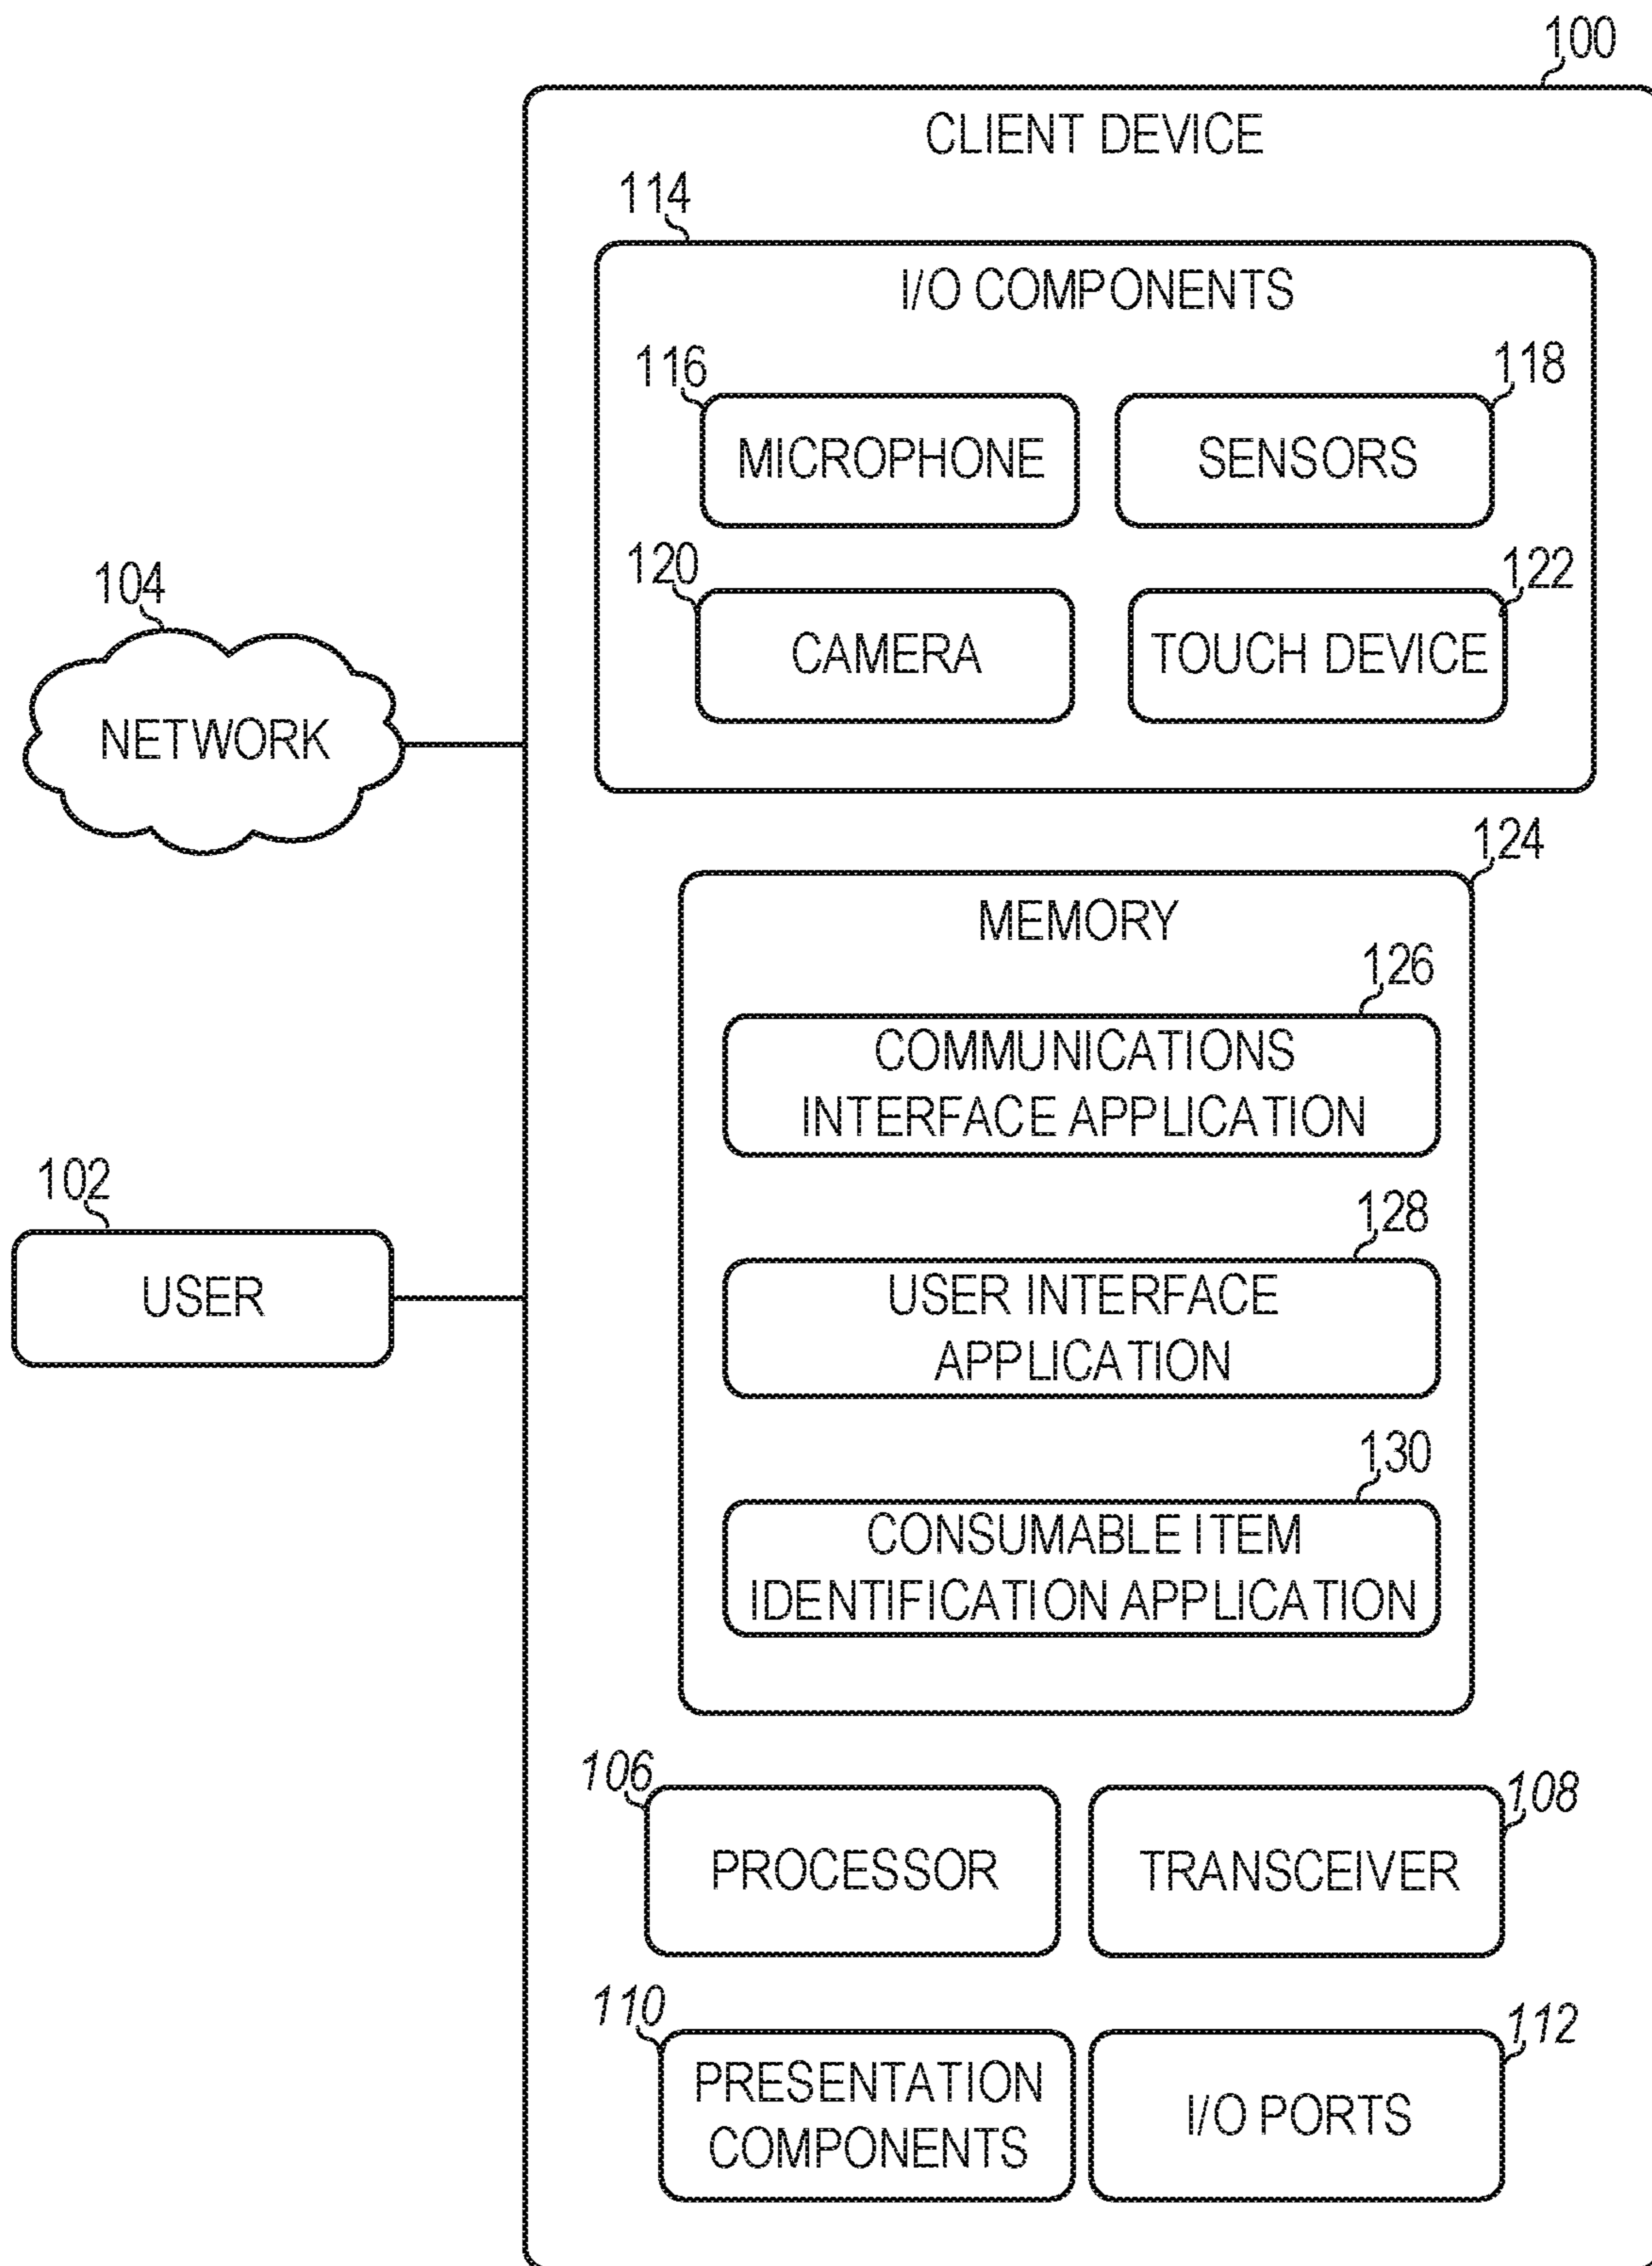 100
CLIENT DEVICE
114
I/O COMPONENTS
116
118
MICROPHONE
SENSORS
120
122
CAMERA
TOUCH DEVICE
104
NETWORK
124
MEMORY
126
COMMUNICATIONS
INTERFACE APPLICATION
102
USER
128
USER INTERFACE
APPLICATION
130
CONSUMABLE ITEM
IDENTIFICATION APPLICATION
106
108
PROCESSOR
TRANSCEIVER
110
112
PRESENTATION
COMPONENTS
I/O PORTS